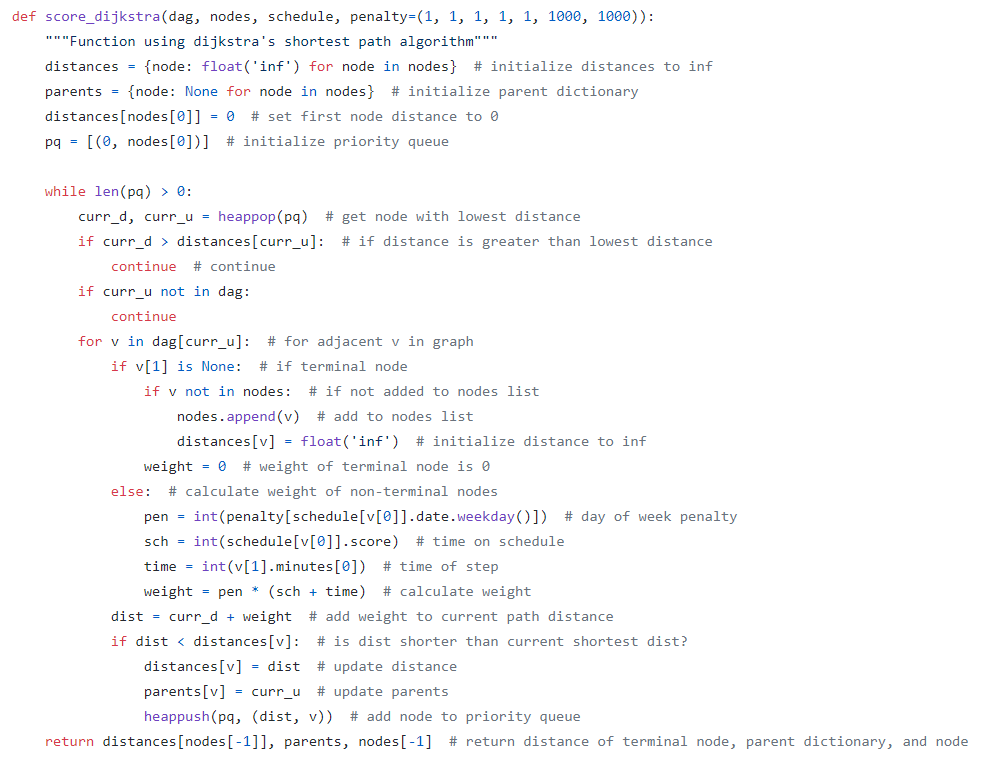 def score_dijkstra(dag, nodes, schedule, penalty=(1, 1, 1, 1, 1, 1000, 1000)):
    """Function using dijkstra's shortest path algorithm"""
    distances = {node: float('inf') for node in nodes}  # initialize distances to inf
    parents = {node: None for node in nodes}  # initialize parent dictionary
    distances[nodes[0]] = 0  # set first node distance to 0
    pq = [(0, nodes[0])]  # initialize priority queue

    while len(pq) > 0:
        curr_d, curr_u = heappop(pq)  # get node with lowest distance
        if curr_d > distances[curr_u]:  # if distance is greater than lowest distance
            continue  # continue
        if curr_u not in dag:
            continue
        for v in dag[curr_u]:  # for adjacent v in graph
            if v[1] is None:  # if terminal node
                if v not in nodes:  # if not added to nodes list
                    nodes.append(v)  # add to nodes list
                    distances[v] = float('inf')  # initialize distance to inf
                weight = 0  # weight of terminal node is 0
            else:  # calculate weight of non-terminal nodes
                pen = int(penalty[schedule[v[0]].date.weekday()])  # day of week penalty
                sch = int(schedule[v[0]].score)  # time on schedule
                time = int(v[1].minutes[0])  # time of step
                weight = pen * (sch + time)  # calculate weight
            dist = curr_d + weight  # add weight to current path distance
            if dist < distances[v]:  # is dist shorter than current shortest dist?
                distances[v] = dist  # update distance
                parents[v] = curr_u  # update parents
                heappush(pq, (dist, v))  # add node to priority queue
    return distances[nodes[-1]], parents, nodes[-1]  # return distance of terminal node, parent dictionary, and node